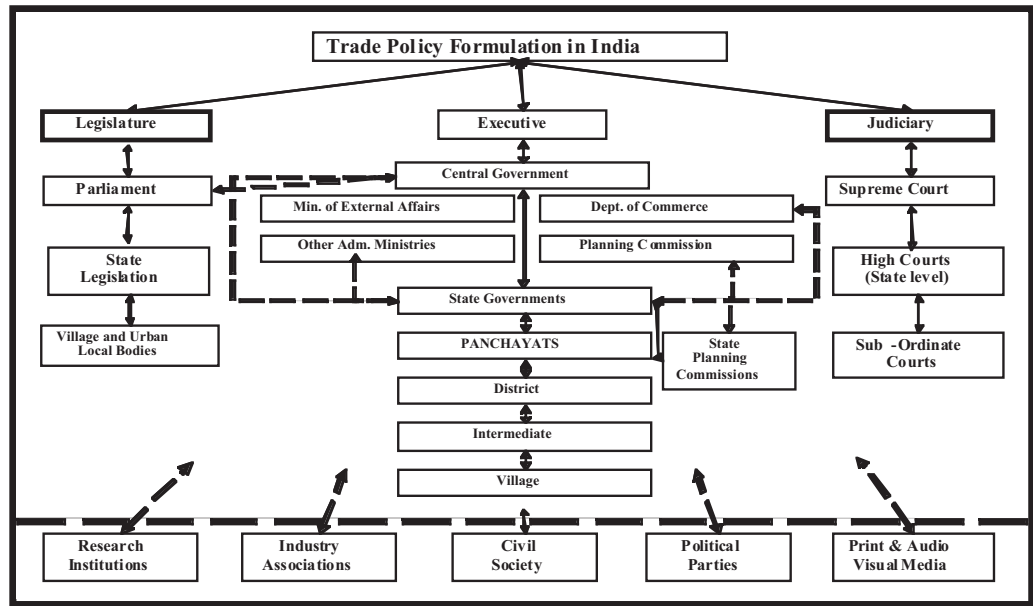 Trade Policy Formulation in India
Legislature
Executive
Judiciary
Parliament
Central Government
Supreme Court
Min. of External Affairs
Dept. of Commerce
Other Adm. Ministries
Planning Commission
State
Legislation
High Courts
(State level)
State Governments
Village and Urban
Local Bodies
PANCHAYATS
State
Planning
Commissions
Sub -Ordinate
Courts
District
Intermediate
Village
Research
Institutions
Industry
Associations
Civil
Society
Political
Parties
Print & Audio
Visual Media